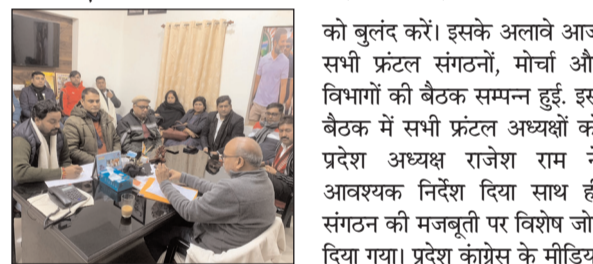 को बुलंद करें। इसके अलावे आज
सभी फ्रंटल संगठनों, मोर्चा औ
विभागों की बैठक सम्पन्न हुई. इस
बैठक में सभी फ्रंटल अध्यक्षों क
प्रदेश अध्यक्ष राजेश राम ने
आवश्यक निर्देश दिया साथ ही
संगठन की मजबूती पर विशेष जो
दिया गया। प्रदेश कांग्रेस के मीडिय